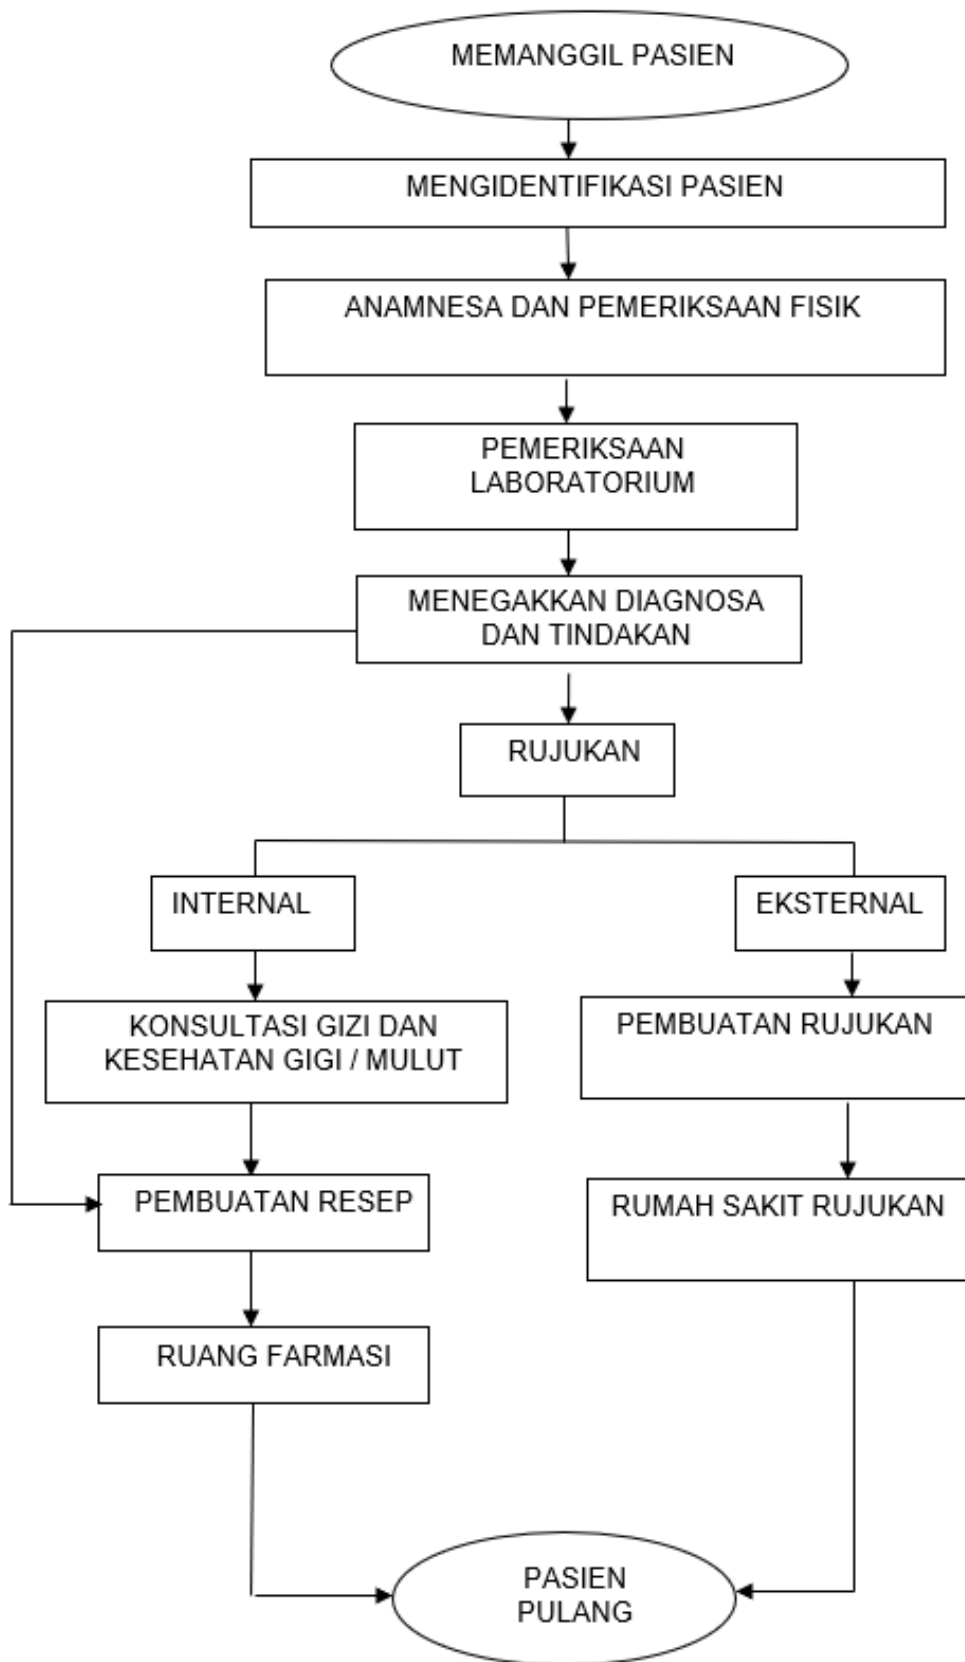 MEMANGGIL PASIEN
MENGIDENTIFIKASI PASIEN
ANAMNESA DAN PEMERIKSAAN FISIK
PEMERIKSAAN
LABORATORIUM
MENEGAKKAN DIAGNOSA
DAN TINDAKAN
RUJUKAN
INTERNAL
EKSTERNAL
KONSULTASI GIZI DAN
KESEHATAN GIGI / MULUT
PEMBUATAN RUJUKAN
PEMBUATAN RESEP
RUMAH SAKIT RUJUKAN
RUANG FARMASI
PASIEN
PULANG